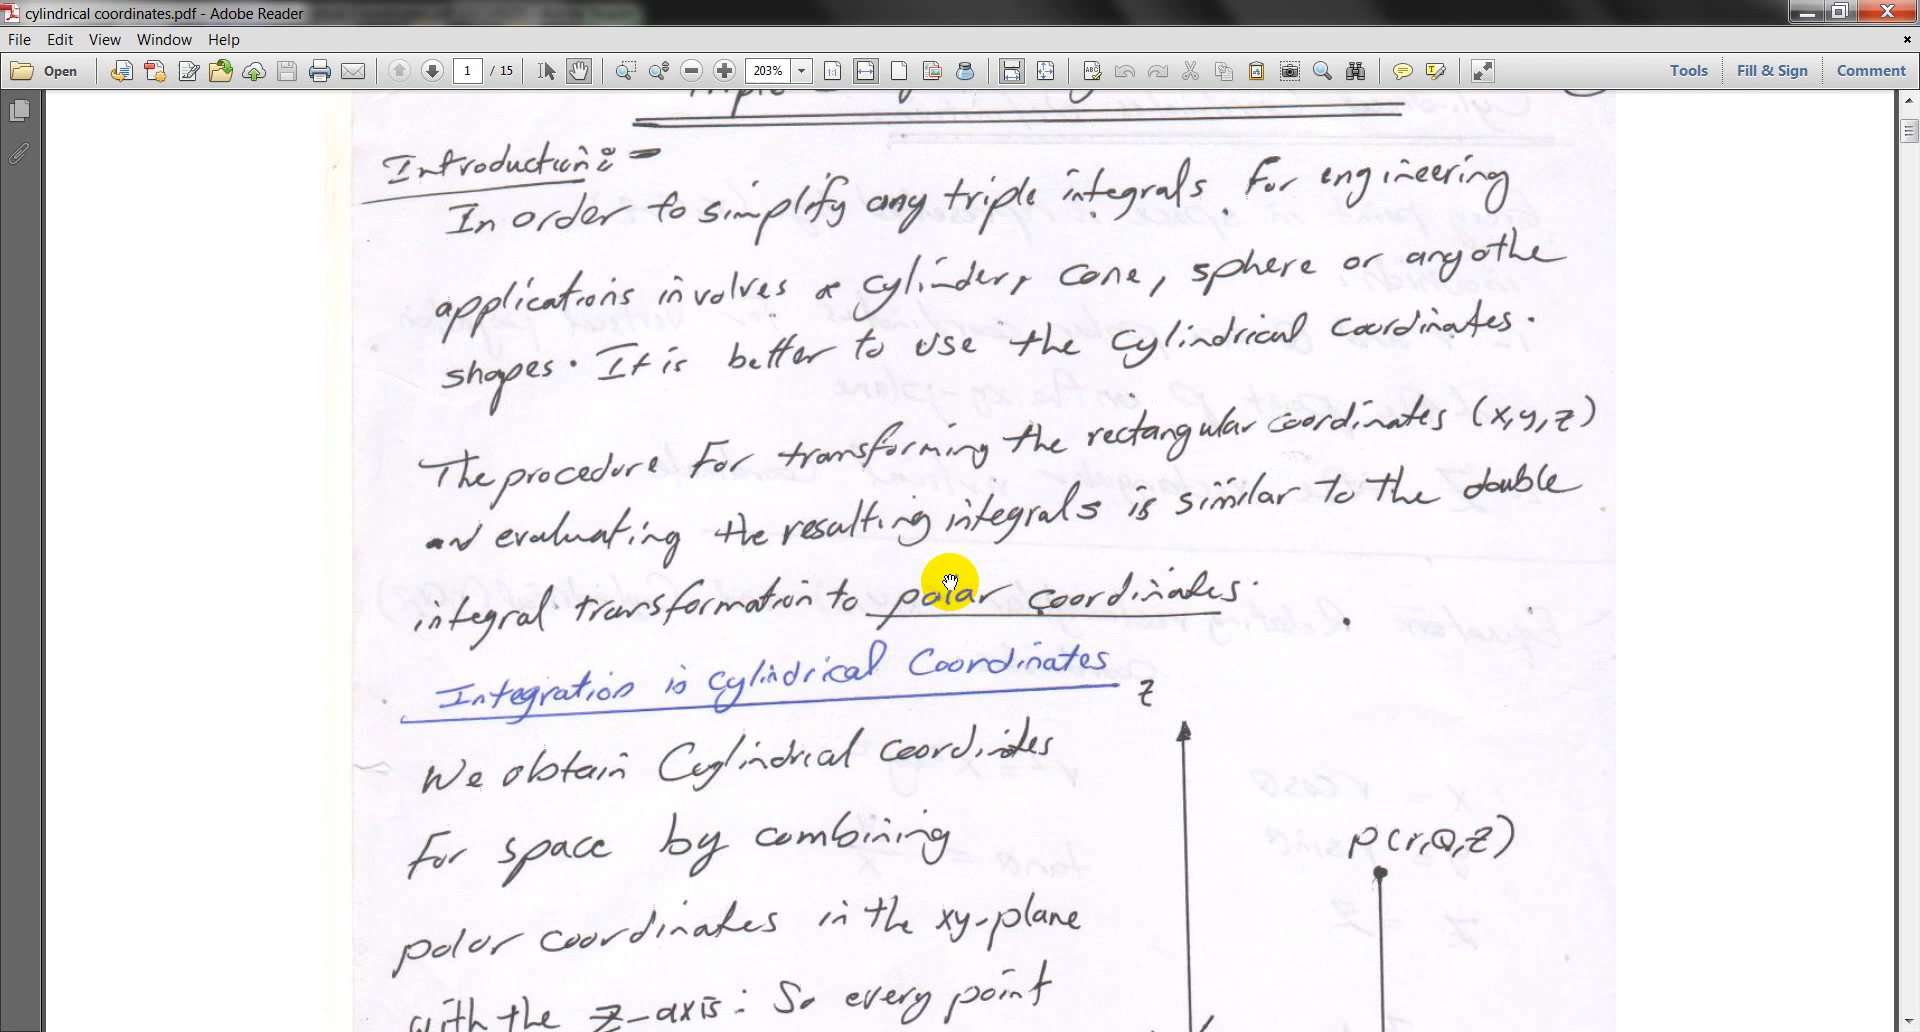 cylindrical coordinates.pdf - Adobe Reader
File Edit View Window Help
Open 1 / 15 203% Tools Fill & Sign Comment
Introduction:-
In order to simplify any triple integrals. For engineering
applications involves a cylinder, cone, sphere or any othe
shapes. It is better to use the cylindrical coordinates.
The procedure For transforming the rectangular coordinates (x,y,z)
and evaluating the resulting integrals is similar to the double
integral transformation to polar coordinates.
Integration is cylindrical Coordinates
z
We obtain Cylindrical coordinates
For space by combining
P(r,θ,z)
polar coordinates in the xy-plane
with the z-axis: So every point